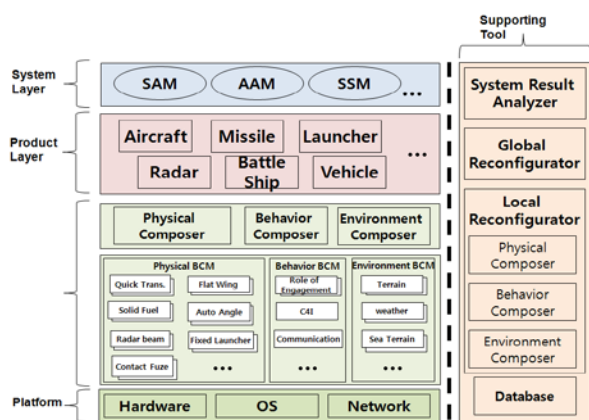 Supporting
Tool
System
Layer
SAM
AAM
SSM
...
Product
Layer
Aircraft
Missile
Launcher
Radar
Battle
Ship
Vehicle
...
Physical
Composer
Behavior
Composer
Environment
Composer
Physical BCM
Quick Trans.
Flat Wing
Solid Fuel
Auto Angle
Radar beam
Fixed Launcher
Contact Fuze
...
Behavior BCM
Role of
Engagement
C4I
Communication
...
Environment BCM
Terrain
weather
Sea Terrain
...
Platform
Hardware
OS
Network
System Result
Analyzer
Global
Reconfigurator
Local
Reconfigurator
Physical
Composer
Behavior
Composer
Environment
Composer
Database